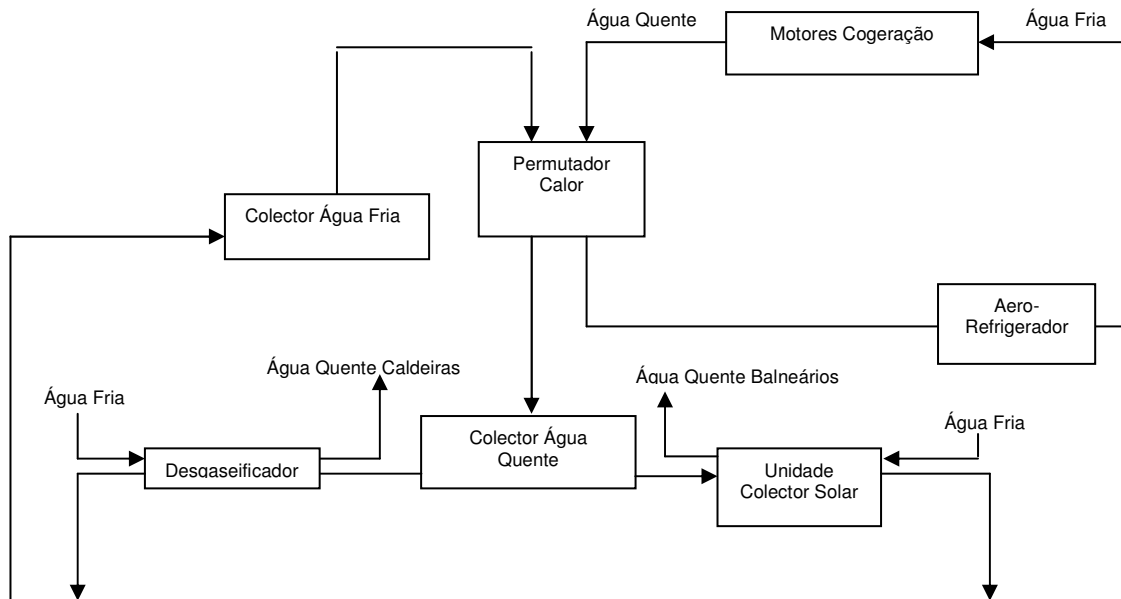 Água Quente
Motores Cogeração
Água Fria
Permutador
Calor
Colector Água Fria
Aero-
Refrigerador
Água Quente Caldeiras
Água Quente Balneários
Água Fria
Colector Água
Quente
Água Fria
Desgaseificador
Unidade
Colector Solar